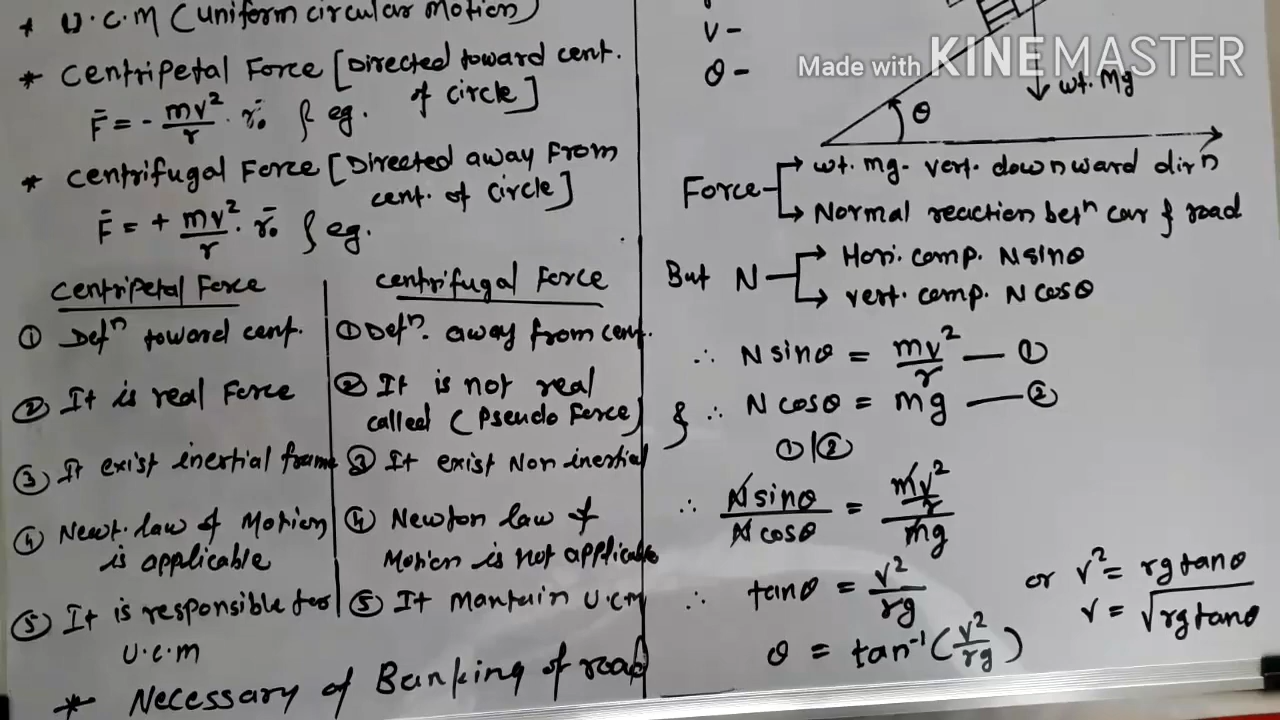 * U.C.M (Uniform circular Motion)
* Centripetal Force [Directed toward cent. of circle]
F̄ = - mv²/r . r̄₀ } eg.
* Centrifugal Force [Directed away From cent. of circle]
F̄ = + mv²/r . r̄₀ } eg.
Centripetal Force
① Defⁿ toward cent.
② It is real Force
③ It exist inertial frame
④ Newt. law of Motion
is applicable
⑤ It is responsible for
U.C.M
Centrifugal Force
① Defⁿ. away from cent.
② It is not real
called (Pseudo Force)
③ It exist Non inertial
④ Newton law of
Motion is not applicable
⑤ It mantain U.C.M
* Necessary of Banking of road
v -
θ -
Made with KINEMASTER
wt. Mg
θ
Force
wt. mg - vert. downward dirⁿ
Normal reaction betⁿ car & road
But N
Hori. comp. N sinθ
vert. comp. N cosθ
∴ N sinθ = mv²/r — ①
& ∴ N cosθ = mg — ②
①/②
∴ N sinθ / N cosθ = (mv²/r) / mg
∴ tanθ = v²/rg
or v² = rg tanθ
θ = tan⁻¹(v²/rg)
v = √rg tanθ